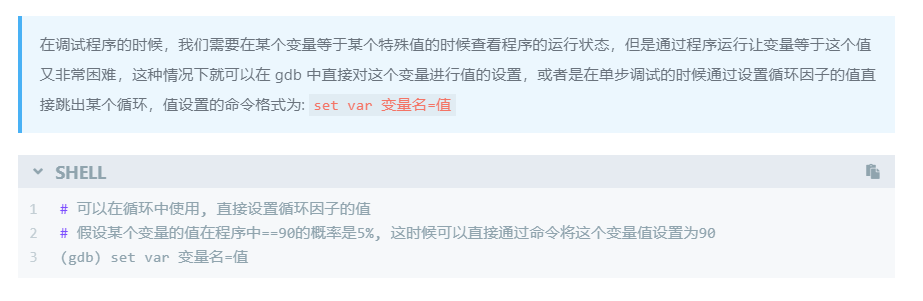 在调试程序的时候，我们需要在某个变量等于某个特殊值的时候查看程序的运行状态，但是通过程序运行让变量等于这个值
又非常困难，这种情况下就可以在 gdb 中直接对这个变量进行值的设置，或者是在单步调试的时候通过设置循环因子的值直
接跳出某个循环，值设置的命令格式为: set var 变量名=值
SHELL
1 # 可以在循环中使用, 直接设置循环因子的值
2 # 假设某个变量的值在程序中==90的概率是5%, 这时候可以直接通过命令将这个变量值设置为90
3 (gdb) set var 变量名=值